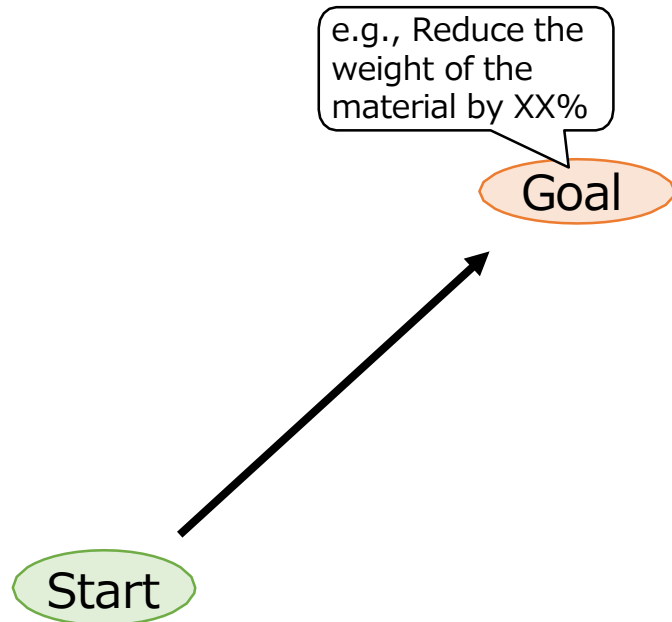 e.g., Reduce the
weight of the
material by XX%
Goal
Start